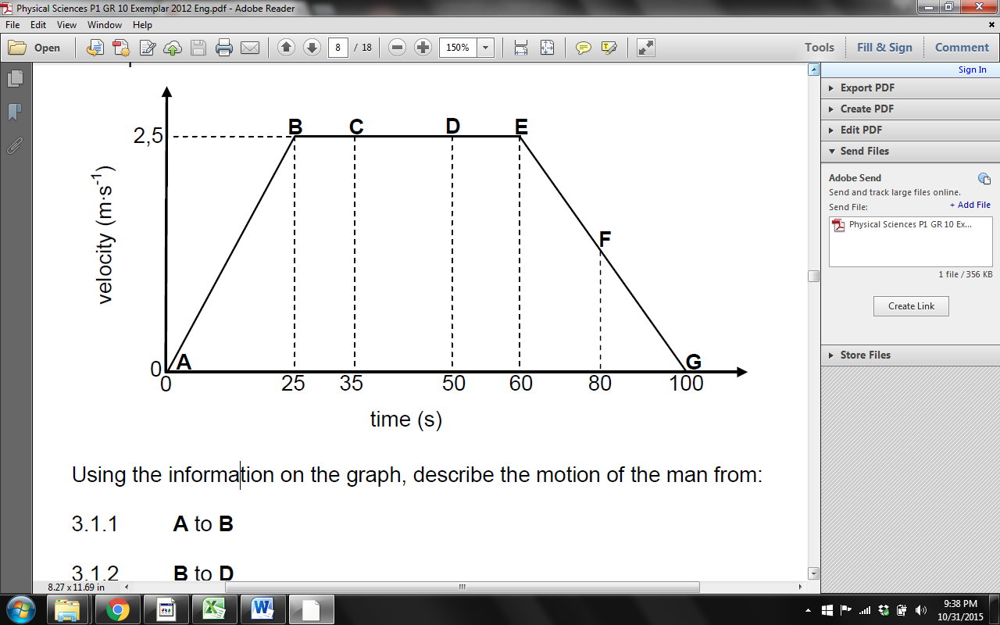 Physical Sciences P1 GR 10 Exemplar 2012 Eng.pdf - Adobe Reader
File Edit View Window Help
Open 8 / 18 150% Tools Fill & Sign Comment
Sign In
Export PDF
Create PDF
Edit PDF
Send Files
Adobe Send
Send and track large files online.
Send File:
+ Add File
Physical Sciences P1 GR 10 Ex...
1 file / 356 KB
Create Link
Store Files
velocity (m·s-1)
B C D E
2,5
F
0 A G
0 25 35 50 60 80 100
time (s)
Using the information on the graph, describe the motion of the man from:
3.1.1 A to B
3.1.2 B to D
8.27 x 11.69 in
9:38 PM
10/31/2015